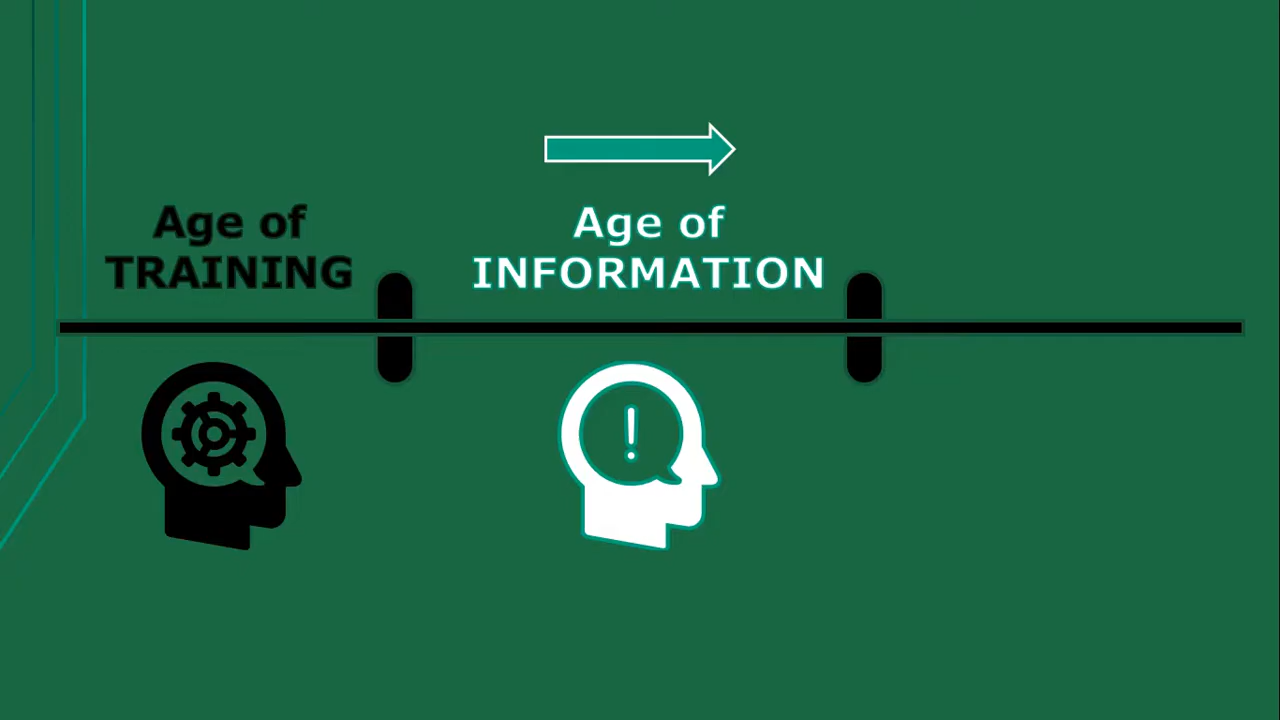 Age of
TRAINING
Age of
INFORMATION
!